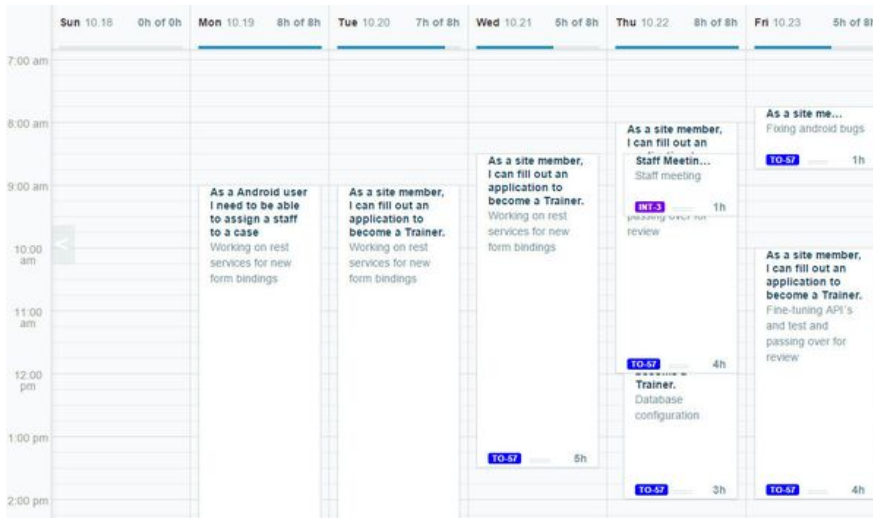 Sun 10.18 0h of 0h
Mon 10.19 8h of 8h
Tue 10.20 7h of 8h
Wed 10.21 5h of 8h
Thu 10.22 8h of 8h
Fri 10.23 5h of 8h
7:00 am
8:00 am
9:00 am
10:00
am
11:00
am
12:00
pm
1:00 pm
2:00 pm
As a Android user
I need to be able
to assign a staff
to a case
Working on rest
services for new
form bindings
As a site member,
I can fill out an
application to
become a Trainer.
Working on rest
services for new
form bindings
As a site member,
I can fill out an
application to
become a Trainer.
Working on rest
services for new
form bindings
TO-57 5h
As a site member,
I can fill out an
Staff Meetin...
Staff meeting
INT-3 1h
passing over for
review
TO-57 4h
become a
Trainer.
Database
configuration
TO-57 3h
As a site me...
Fixing android bugs
TO-57 1h
As a site member,
I can fill out an
application to
become a Trainer.
Fine-tuning API's
and test and
passing over for
review
TO-57 4h